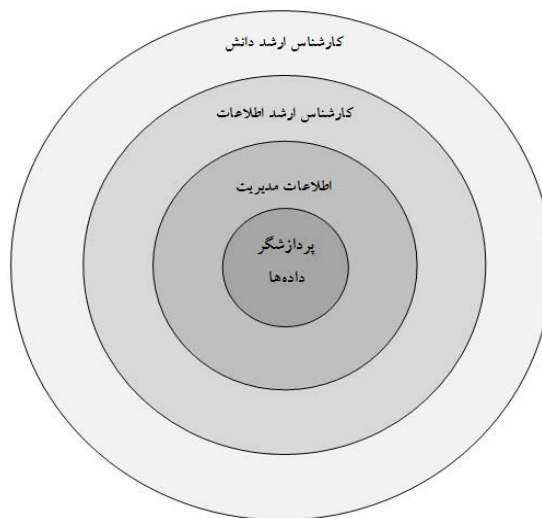 کارشناس ارشد دانش
کارشناس ارشد اطلاعات
اطلاعات مدیریت
پردازشگر
داده‌ها